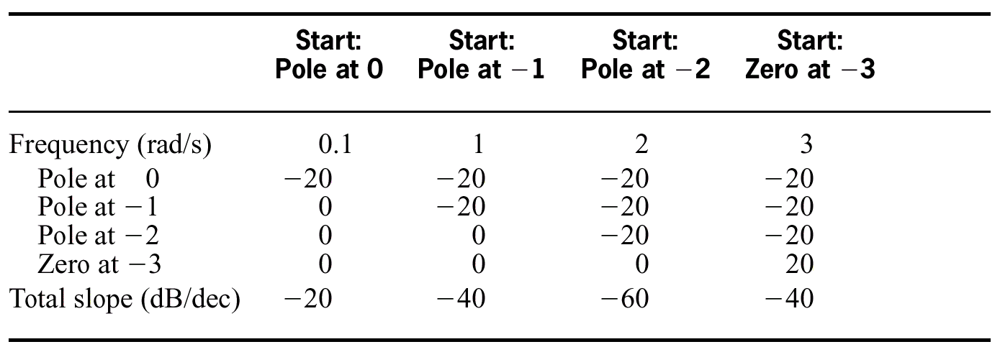 Start: Start: Start: Start:
Pole at 0 Pole at −1 Pole at −2 Zero at −3
Frequency (rad/s) 0.1 1 2 3
Pole at 0 −20 −20 −20 −20
Pole at −1 0 −20 −20 −20
Pole at −2 0 0 −20 −20
Zero at −3 0 0 0 20
Total slope (dB/dec) −20 −40 −60 −40